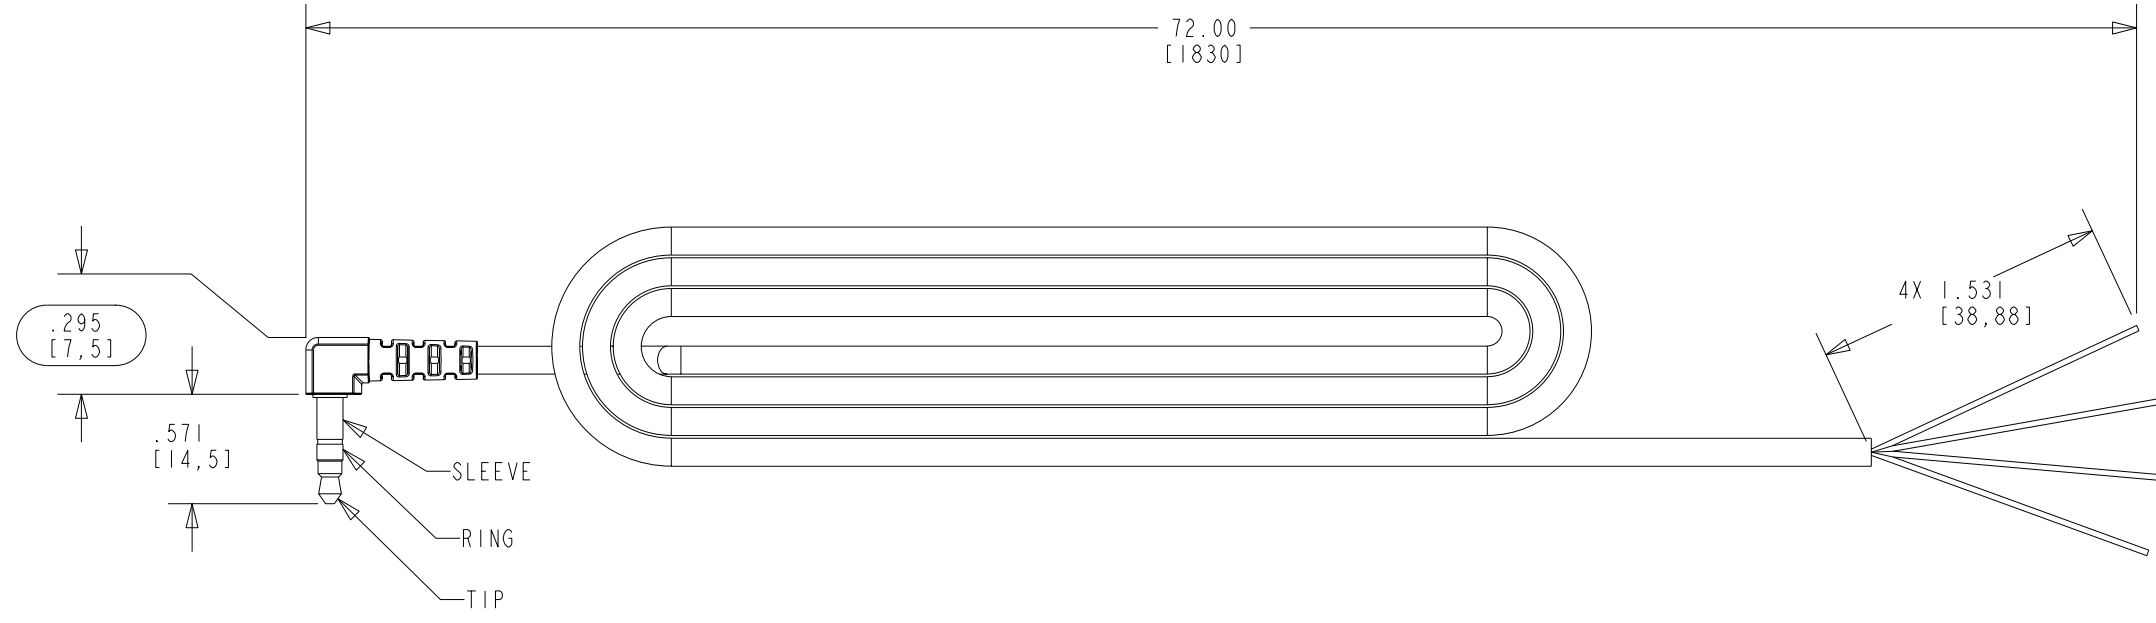 72.00
[1830]
4X 1.531
[38,88]
.295
[7,5]
.571
[14,5]
SLEEVE
RING
TIP